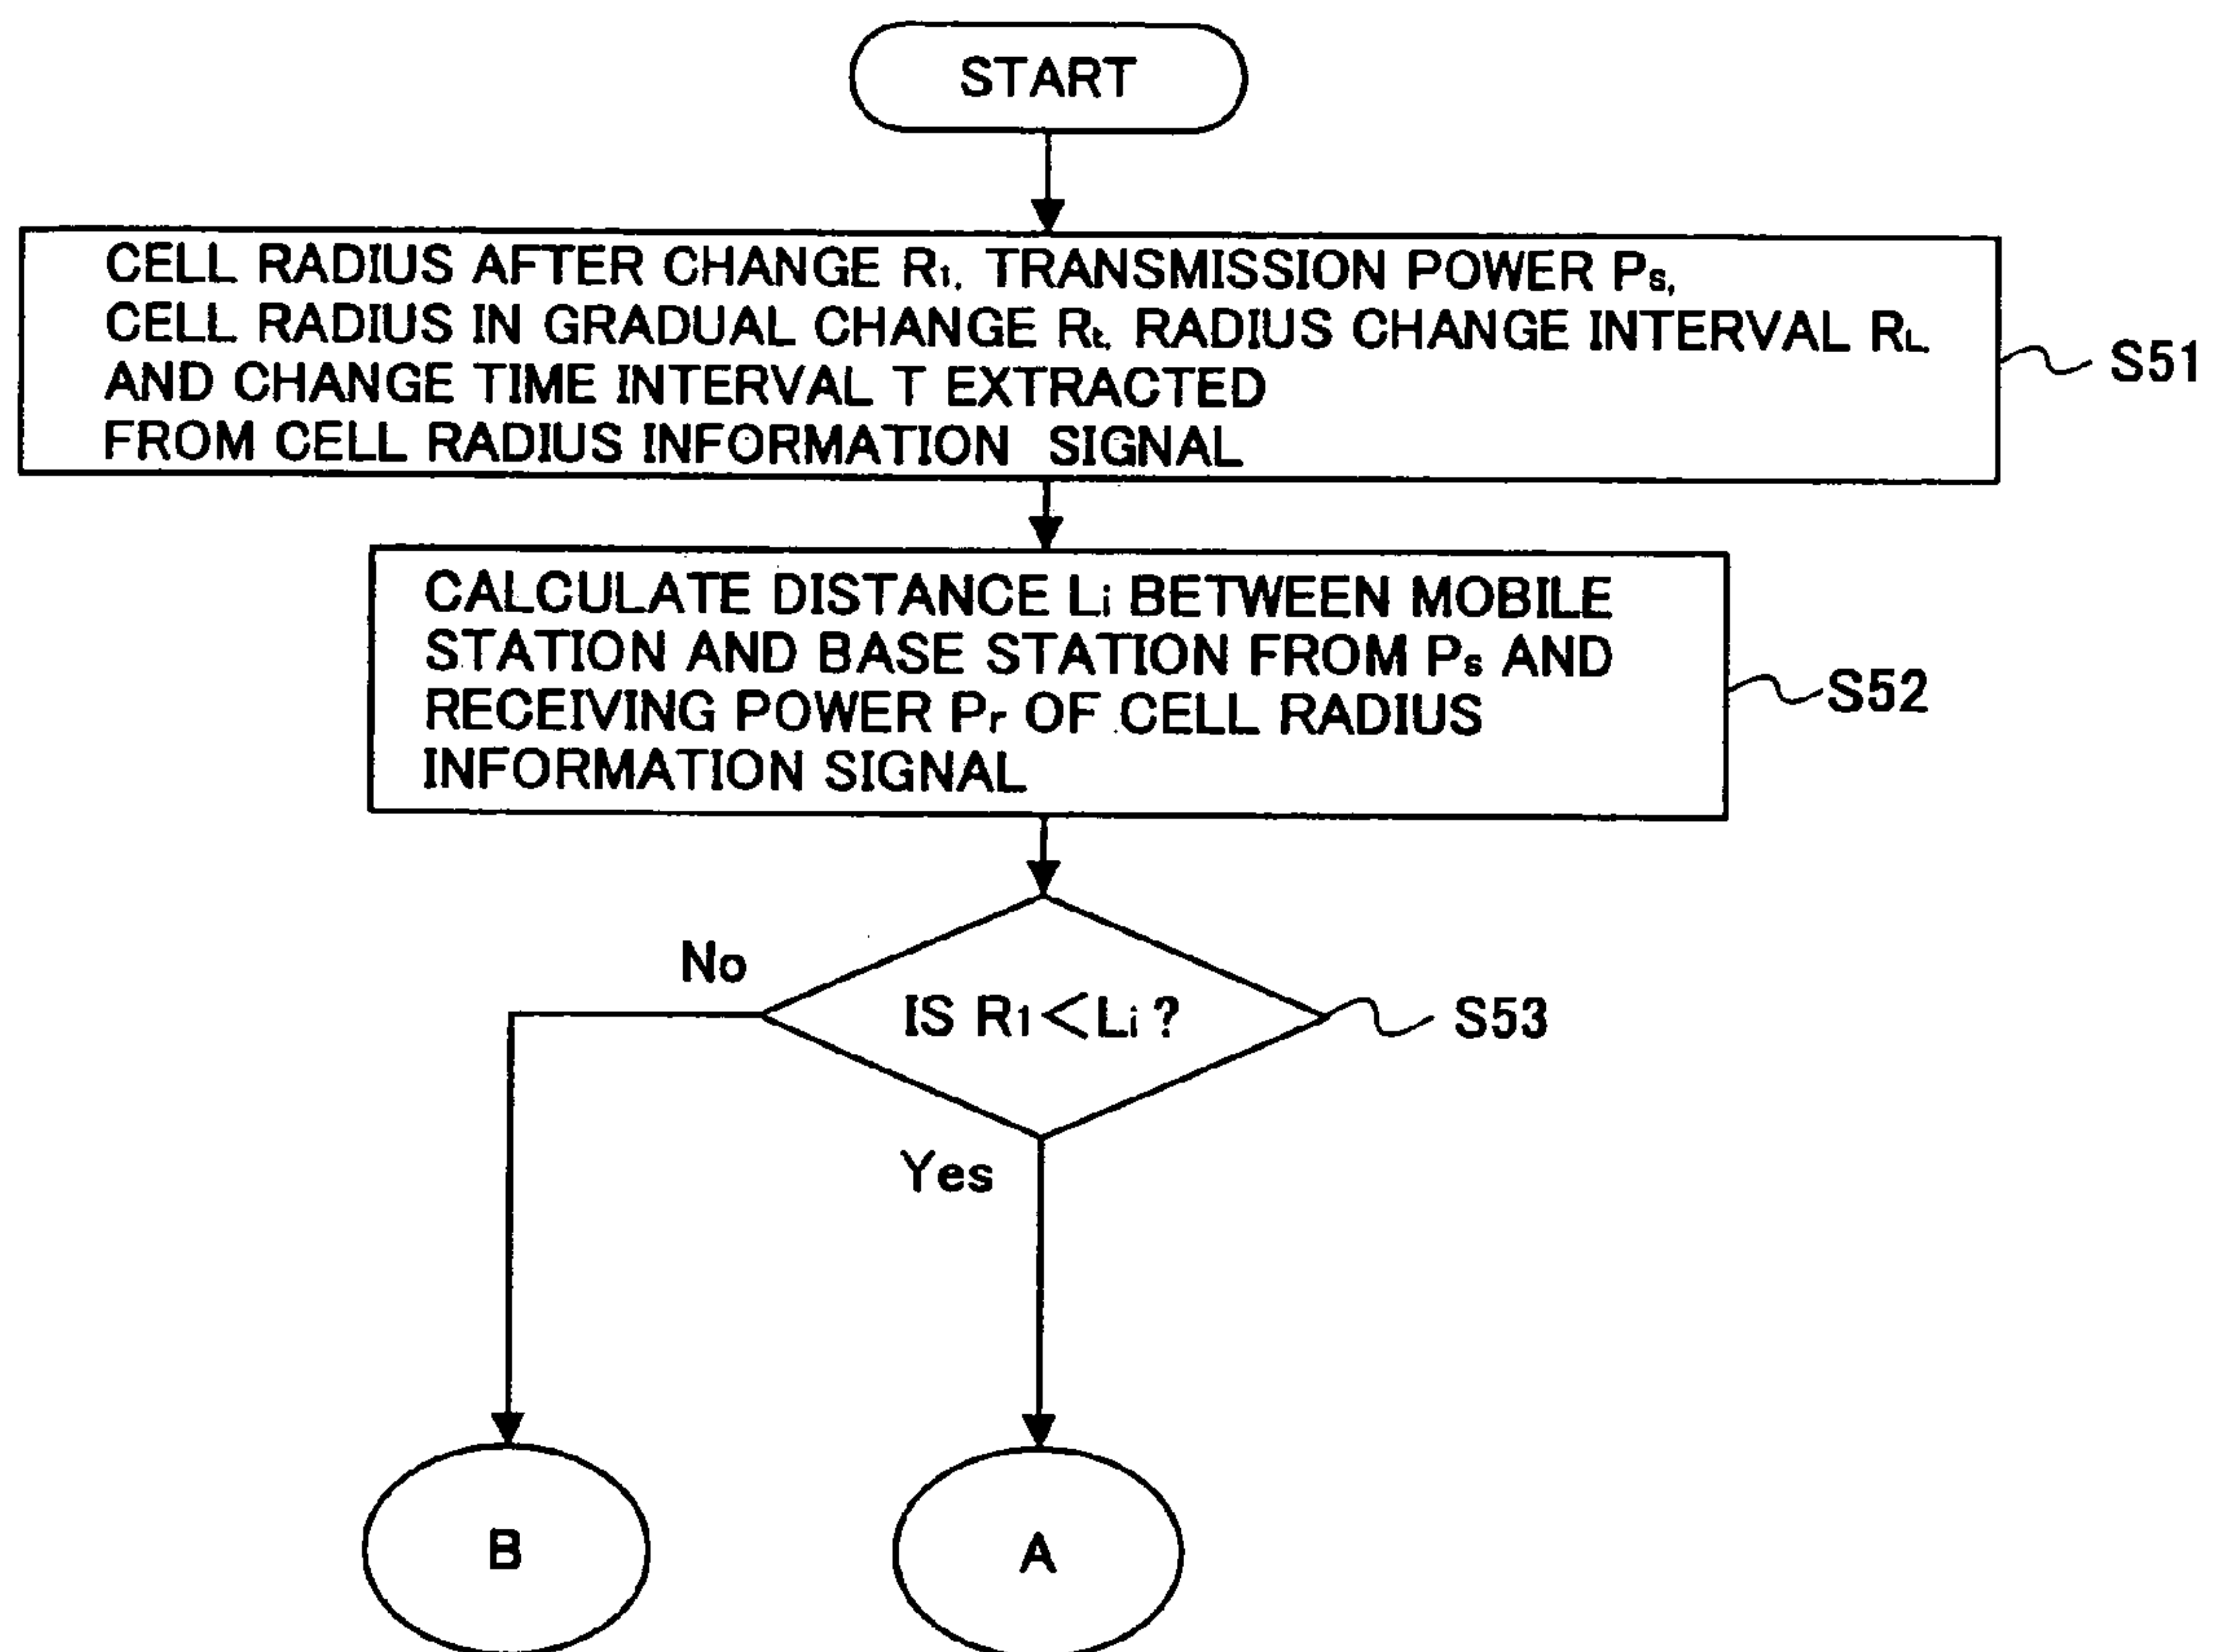 START
CELL RADIUS AFTER CHANGE R1, TRANSMISSION POWER Ps,
CELL RADIUS IN GRADUAL CHANGE Rt, RADIUS CHANGE INTERVAL RL
AND CHANGE TIME INTERVAL T EXTRACTED
FROM CELL RADIUS INFORMATION SIGNAL
S51
CALCULATE DISTANCE Li BETWEEN MOBILE
STATION AND BASE STATION FROM Ps AND
RECEIVING POWER Pr OF CELL RADIUS
INFORMATION SIGNAL
S52
No
IS R1<Li ?
S53
Yes
B
A